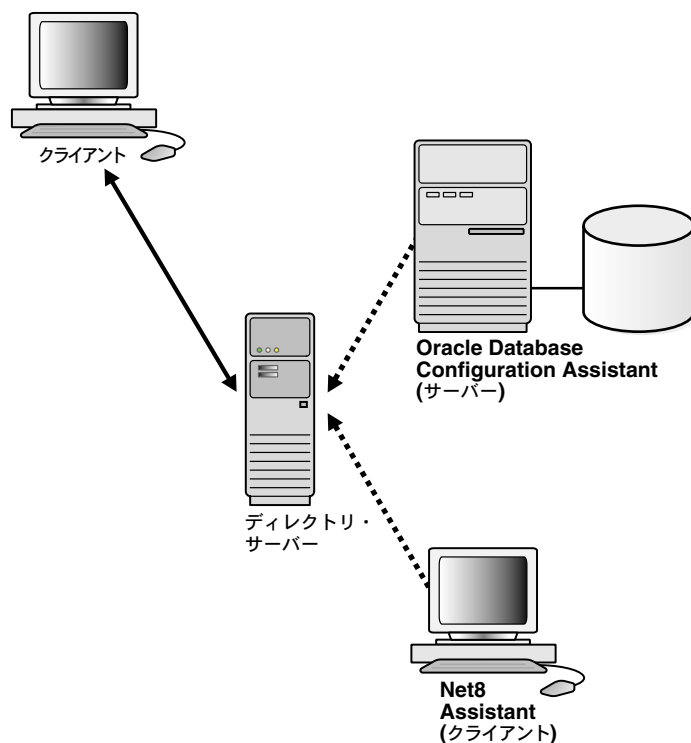 クライアント
Oracle Database
Configuration Assistant
(サーバー)
ディレクトリ・
サーバー
Net8
Assistant
(クライアント)